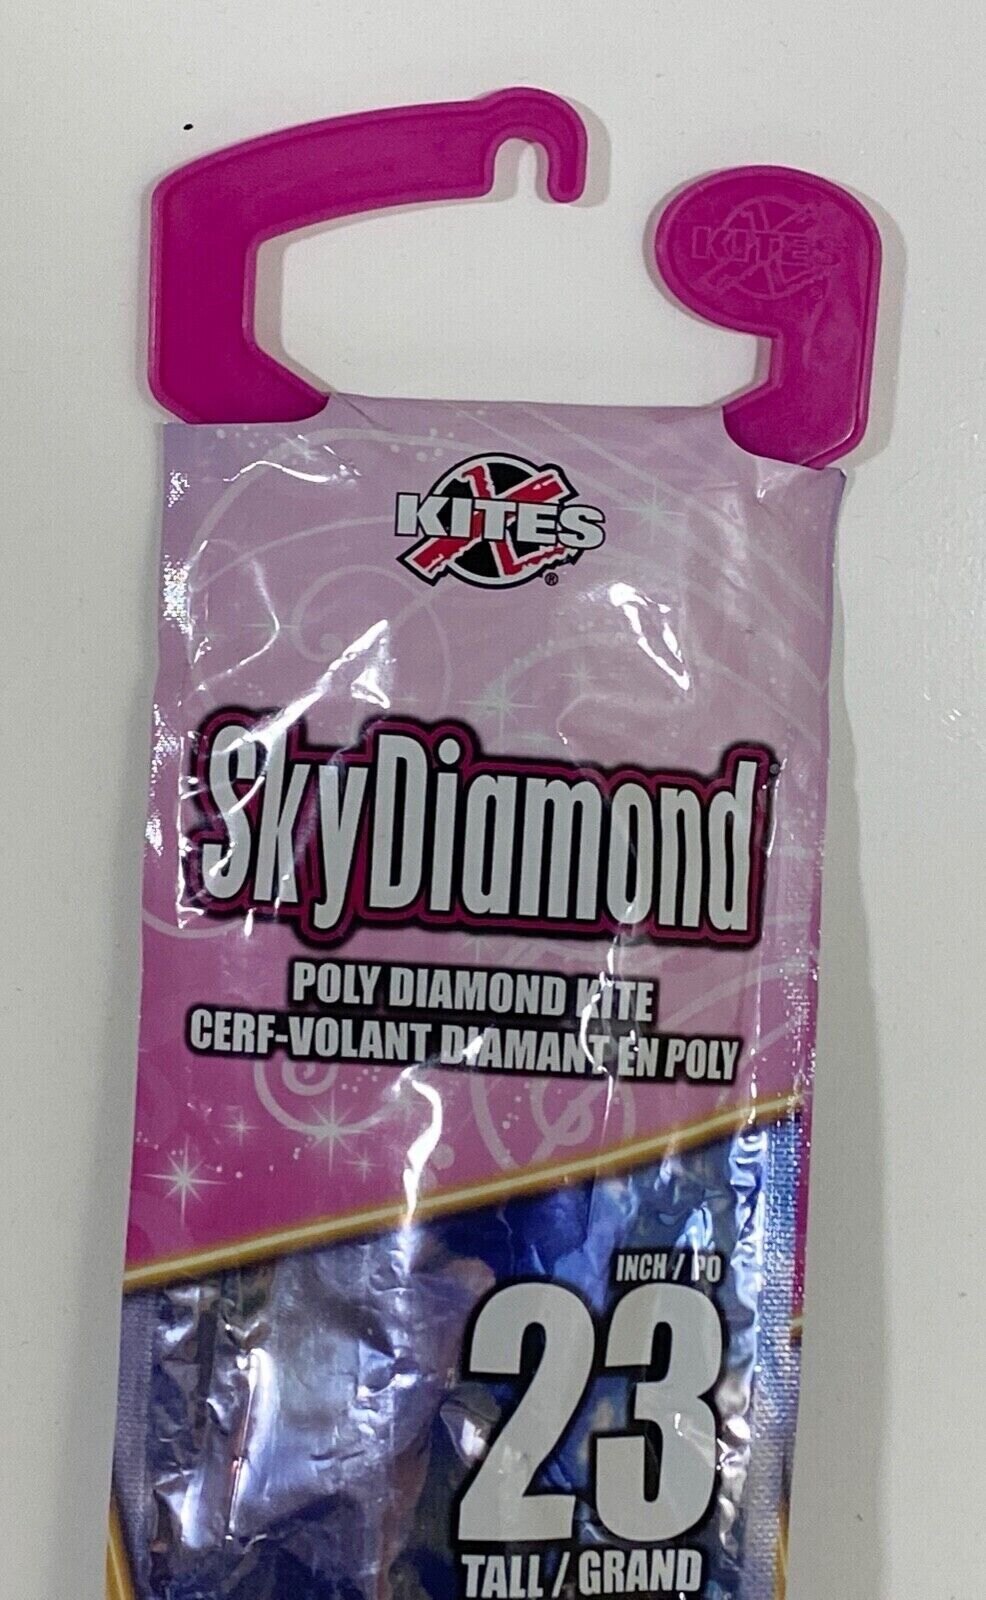 KITES
X KITES ®
SkyDiamond
POLY DIAMOND KITE
CERF-VOLANT DIAMANT EN POLY
INCH / PO
23
TALL / GRAND